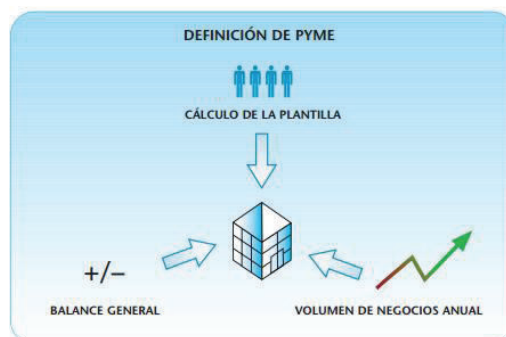 DEFINICIÓN DE PYME
CÁLCULO DE LA PLANTILLA
+/–
BALANCE GENERAL
VOLUMEN DE NEGOCIOS ANUAL